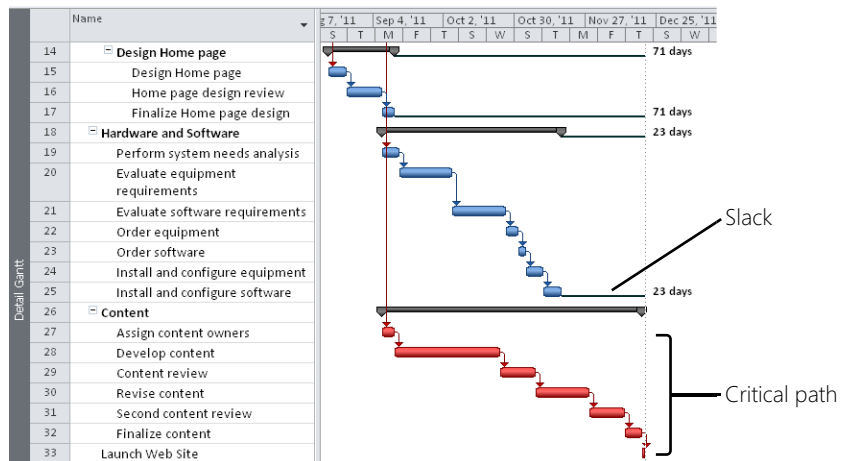 Name
g 7, '11 Sep 4, '11 Oct 2, '11 Oct 30, '11 Nov 27, '11 Dec 25, '11
S T M F T S W S T M F T S W
14 Design Home page 71 days
15 Design Home page
16 Home page design review
17 Finalize Home page design 71 days
18 Hardware and Software 23 days
19 Perform system needs analysis
20 Evaluate equipment
requirements
21 Evaluate software requirements
Slack
22 Order equipment
23 Order software
24 Install and configure equipment
25 Install and configure software 23 days
Detail Gantt
26 Content
27 Assign content owners
28 Develop content
29 Content review
30 Revise content
Critical path
31 Second content review
32 Finalize content
33 Launch Web Site